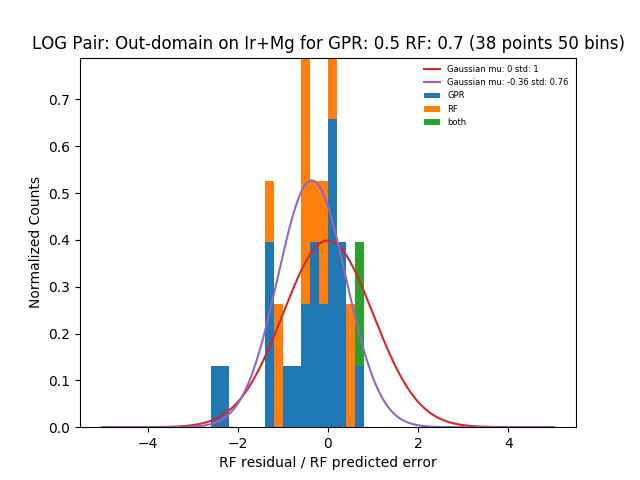 LOG Pair: Out-domain on Ir+Mg for GPR: 0.5 RF: 0.7 (38 points 50 bins)
Gaussian mu: 0 std: 1
Gaussian mu: -0.36 std: 0.76
GPR
RF
both
Normalized Counts
0.7
0.6
0.5
0.4
0.3
0.2
0.1
0.0
−4 −2 0 2 4
RF residual / RF predicted error